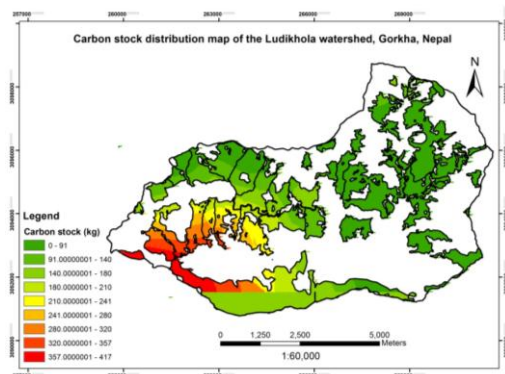 Carbon stock distribution map of the Ludikhola watershed, Gorkha, Nepal
N
Legend
Carbon stock (kg)
0 - 91
91.0000001 - 140
140.0000001 - 180
180.0000001 - 210
210.0000001 - 241
241.0000001 - 280
280.0000001 - 320
320.0000001 - 357
357.0000001 - 417
0 1,250 2,500 5,000
Meters
1:60,000